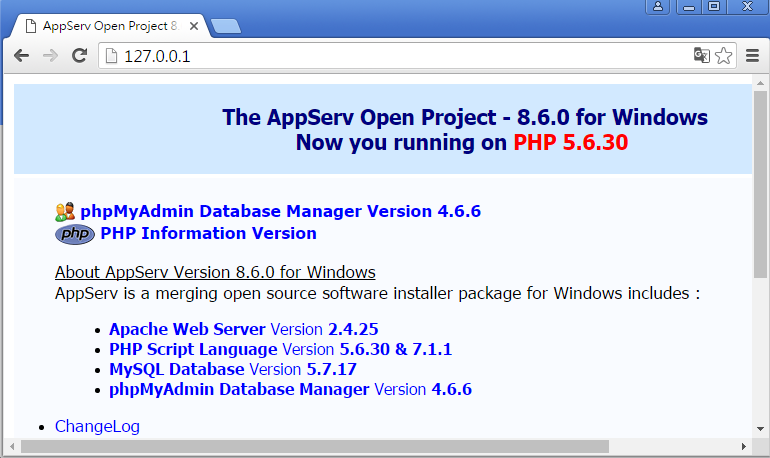 AppServ Open Project 8
127.0.0.1
The AppServ Open Project - 8.6.0 for Windows
Now you running on PHP 5.6.30
phpMyAdmin Database Manager Version 4.6.6
php PHP Information Version
About AppServ Version 8.6.0 for Windows
AppServ is a merging open source software installer package for Windows includes :
Apache Web Server Version 2.4.25
PHP Script Language Version 5.6.30 & 7.1.1
MySQL Database Version 5.7.17
phpMyAdmin Database Manager Version 4.6.6
ChangeLog